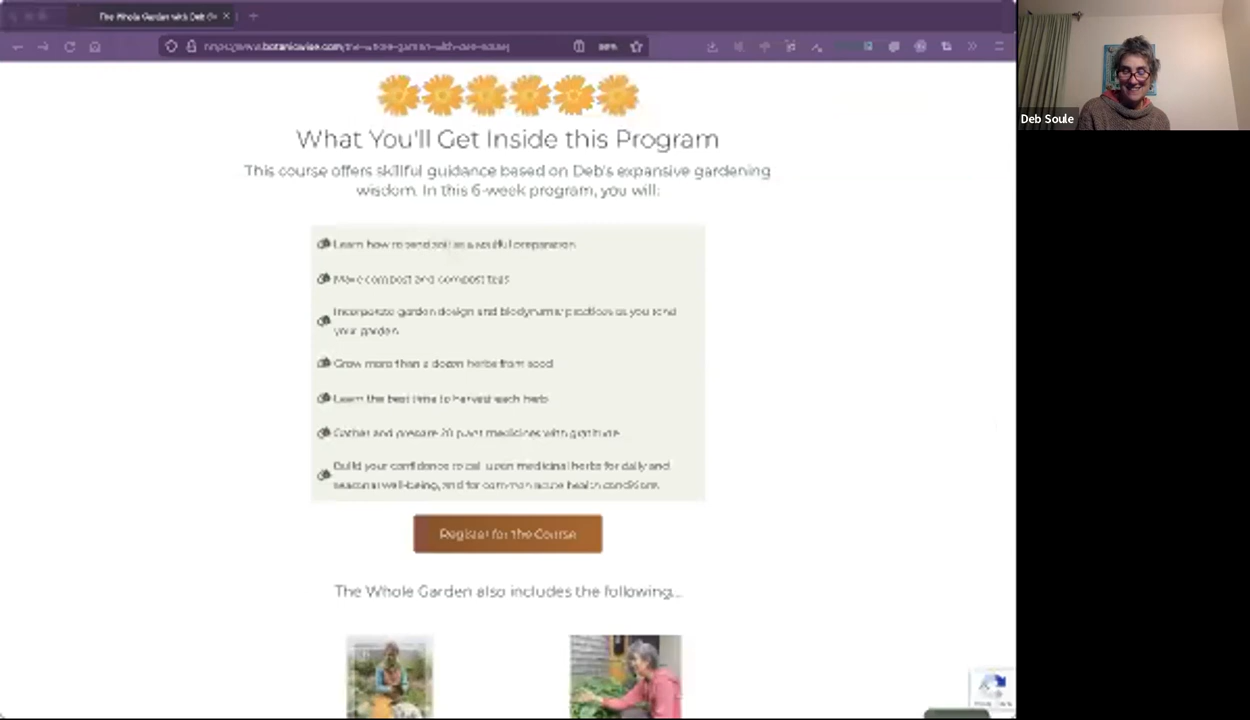 The Whole Garden with Deb
https://www.botanicwise.com/the-whole-garden-with-deb-soule/
Deb Soule
What You'll Get Inside this Program
This course offers skillful guidance based on Deb's expansive gardening
wisdom. In this 6-week program, you will:
Learn how to tend soil as a soulful preparation
Make compost and compost teas
Incorporate garden design and biodynamic practices as you tend
your garden
Grow more than a dozen herbs from seed
Learn the best time to harvest each herb
Gather and prepare 20 plant medicines with gratitude
Build your confidence to call upon medicinal herbs for daily and
seasonal well-being, and for common acute health conditions.
Register for the Course
The Whole Garden also includes the following...